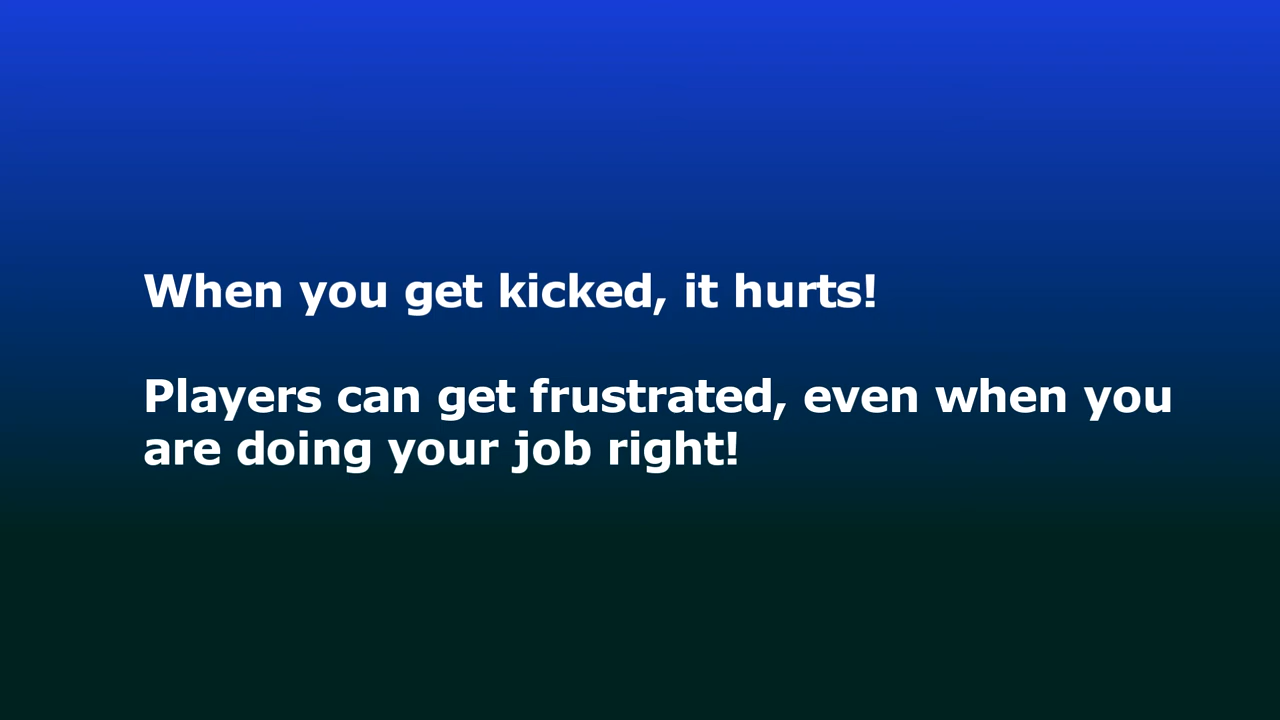 When you get kicked, it hurts!
Players can get frustrated, even when you
are doing your job right!